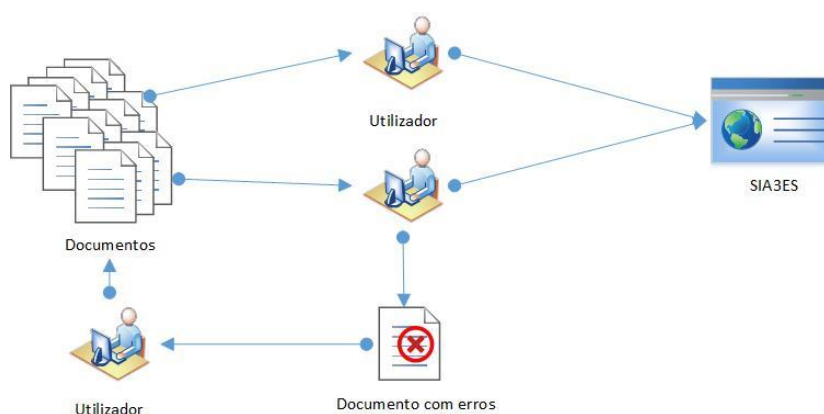 Utilizador
SIA3ES
Documentos
Utilizador
Documento com erros